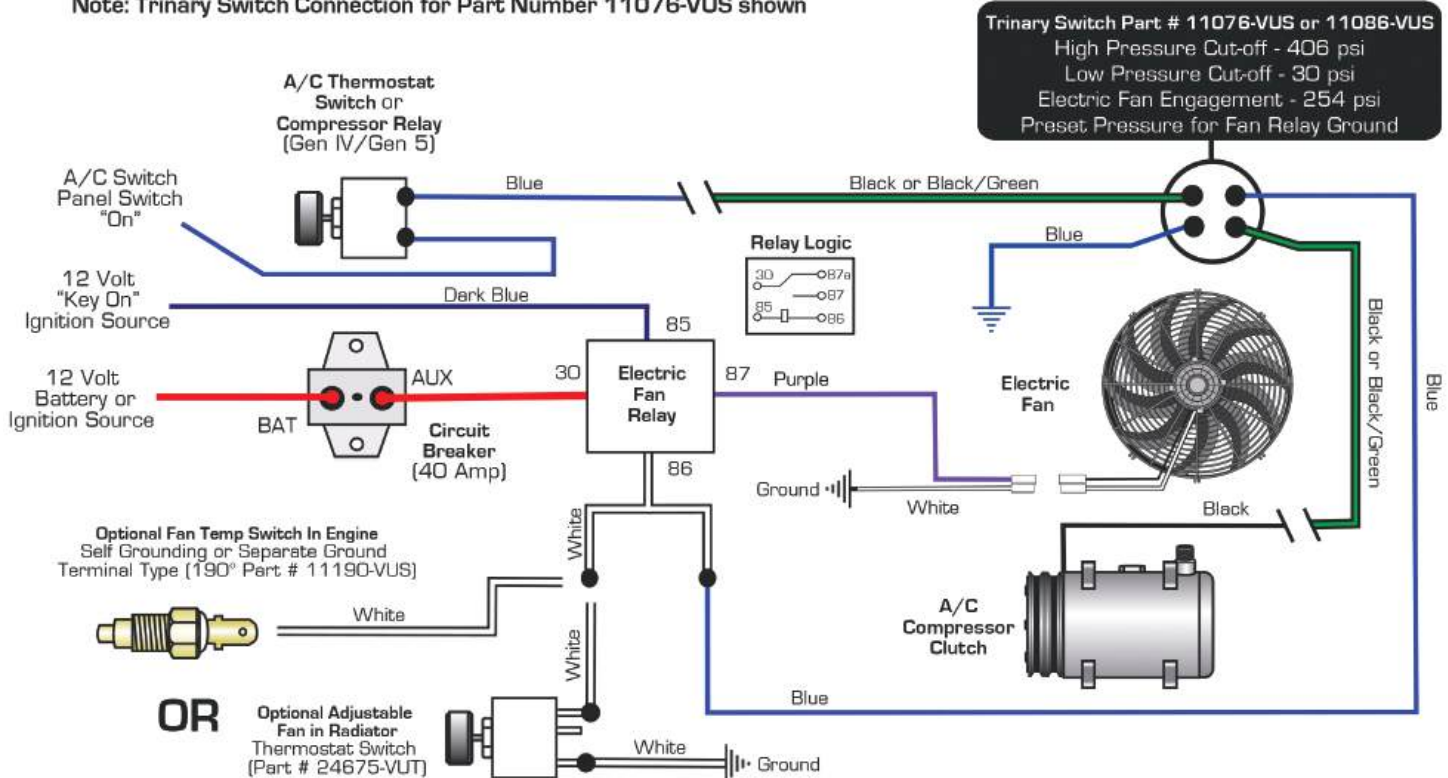 Note: Trinary Switch Connection for Part Number 11076-VUS shown
Trinary Switch Part # 11076-VUS or 11086-VUS
High Pressure Cut-off - 406 psi
Low Pressure Cut-off - 30 psi
Electric Fan Engagement - 254 psi
Preset Pressure for Fan Relay Ground
A/C Thermostat
Switch or
Compressor Relay
(Gen IV/Gen 5)
A/C Switch
Panel Switch
"On"
Blue
Black or Black/Green
Blue
Relay Logic
30
87a
87
85
86
12 Volt
"Key On"
Ignition Source
Dark Blue
85
12 Volt
Battery or
Ignition Source
BAT
AUX
Circuit
Breaker
(40 Amp)
30
Electric
Fan
Relay
87
86
Purple
Electric
Fan
Ground
White
Black or Black/Green
Blue
Black
Optional Fan Temp Switch In Engine
Self Grounding or Separate Ground
Terminal Type (190° Part # 11190-VUS)
White
White
White
A/C
Compressor
Clutch
Blue
OR
Optional Adjustable
Fan in Radiator
Thermostat Switch
(Part # 24675-VUT)
White
Ground